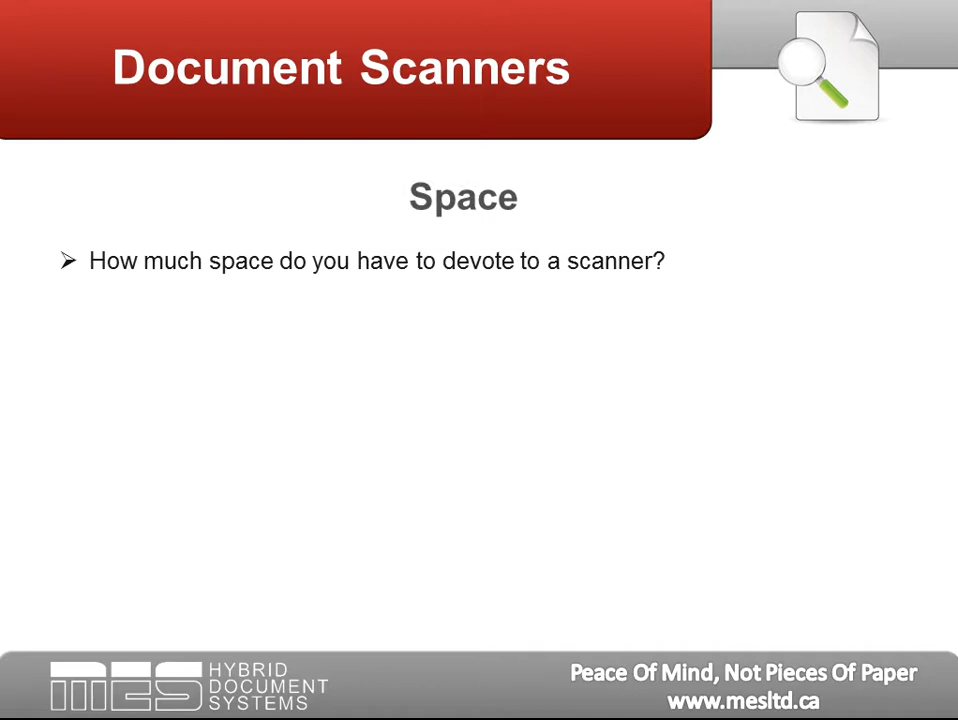 Document Scanners
Space
How much space do you have to devote to a scanner?
MES
HYBRID
DOCUMENT
SYSTEMS
Peace Of Mind, Not Pieces Of Paper
www.mesltd.ca